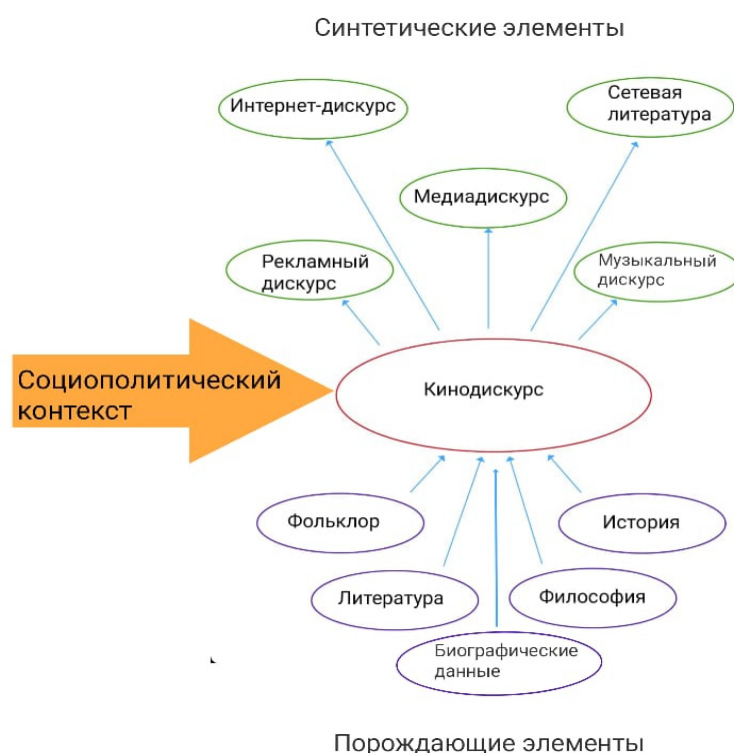 Синтетические элементы
Интернет-дискурс
Сетевая
литература
Медиадискурс
Рекламный
дискурс
Музыкальный
дискурс
Социополитический
контекст
Кинодискурс
Фольклор
История
Литература
Философия
Биографические
данные
Порождающие элементы